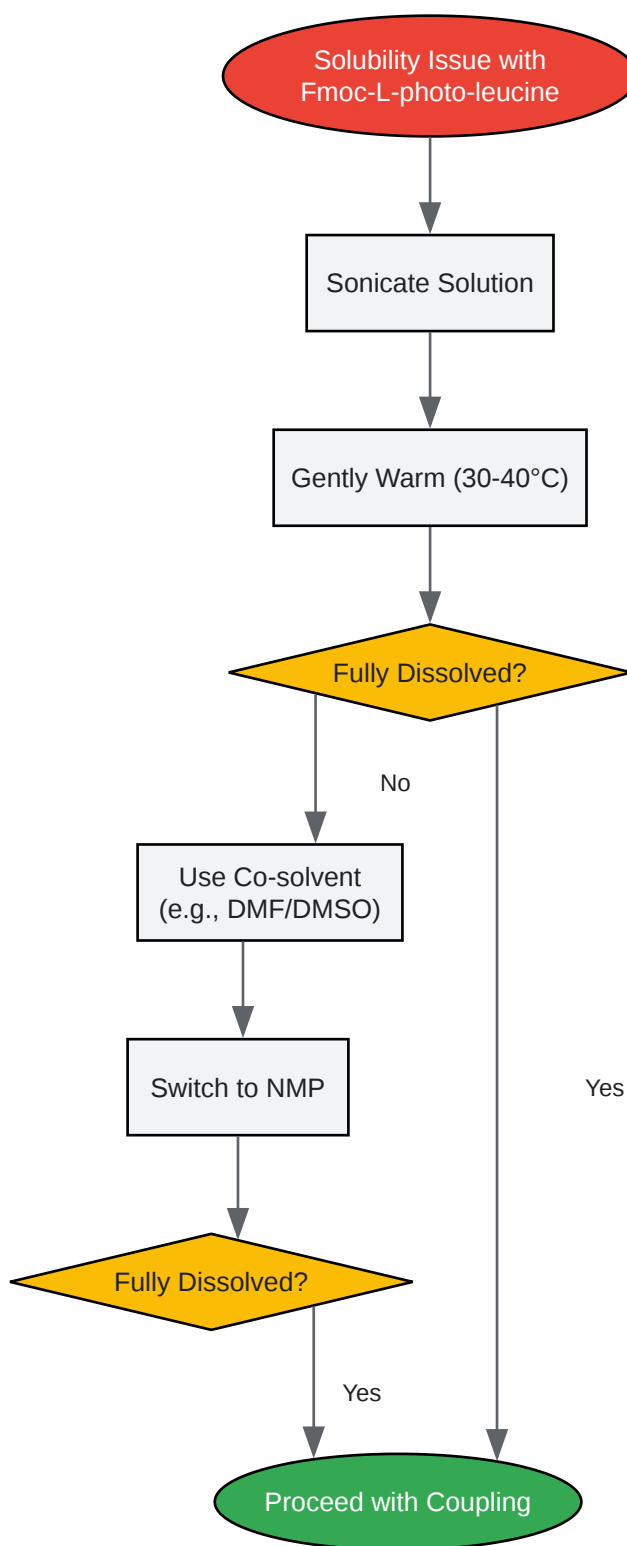 Solubility Issue with
Fmoc-L-photo-leucine
Sonicate Solution
Gently Warm (30-40°C)
Fully Dissolved?
No
Use Co-solvent
(e.g., DMF/DMSO)
Switch to NMP
Yes
Fully Dissolved?
Yes
Proceed with Coupling